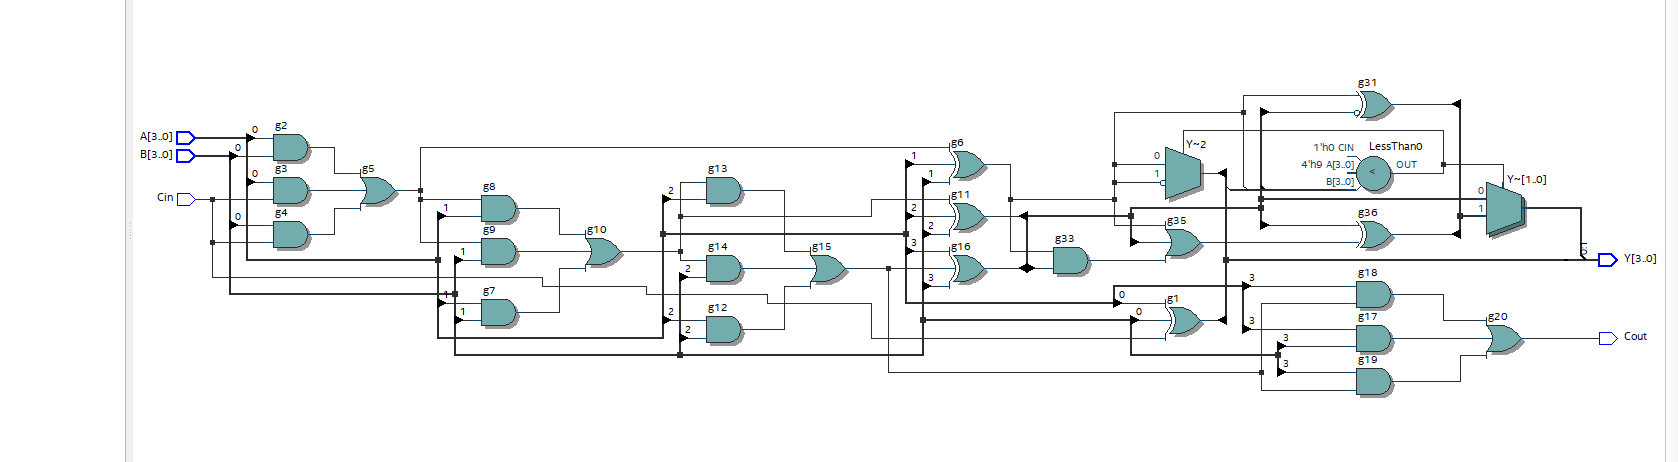 g31
1'h0 CIN
LessThan0
4'h9 A[3..0]
<
OUT
B[3..0]
Y~2
0
1
Y~[1..0]
0
1
A[3..0]
B[3..0]
Cin
0
0
0
0
g2
g3
g4
g5
g8
1
g9
1
g7
1
1
g10
g13
2
g14
2
g12
2
2
g15
g6
1
1
g11
2
2
g16
3
3
g33
g35
g36
g1
0
0
g18
3
g17
3
3
g19
3
g20
1:0
Y[3..0]
Cout